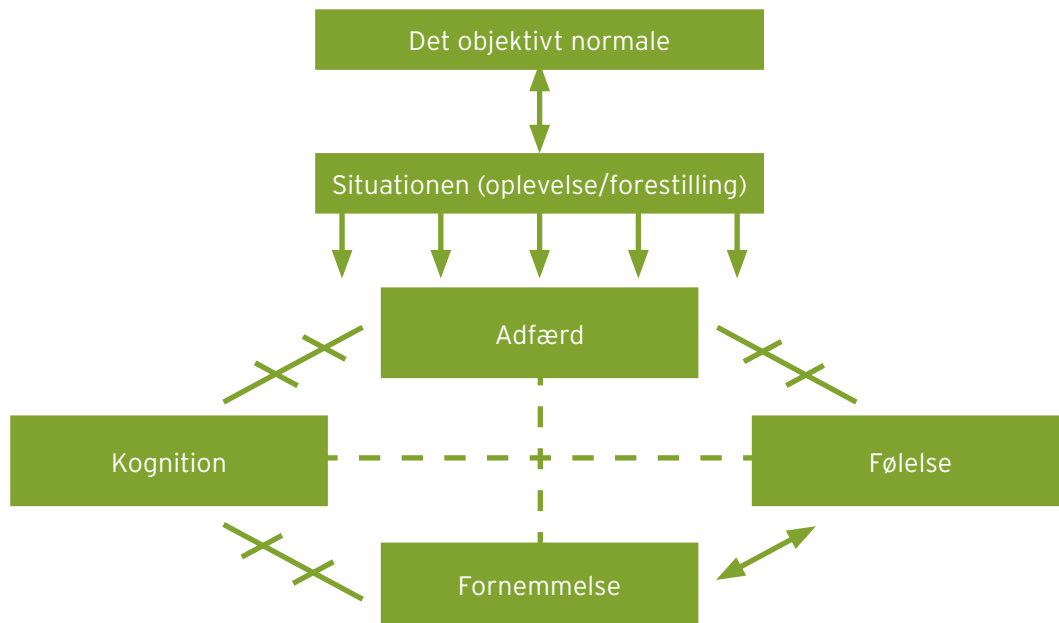 Det objektivt normale
Situationen (oplevelse/forestilling)
Adfærd
Kognition
Følelse
Fornemmelse